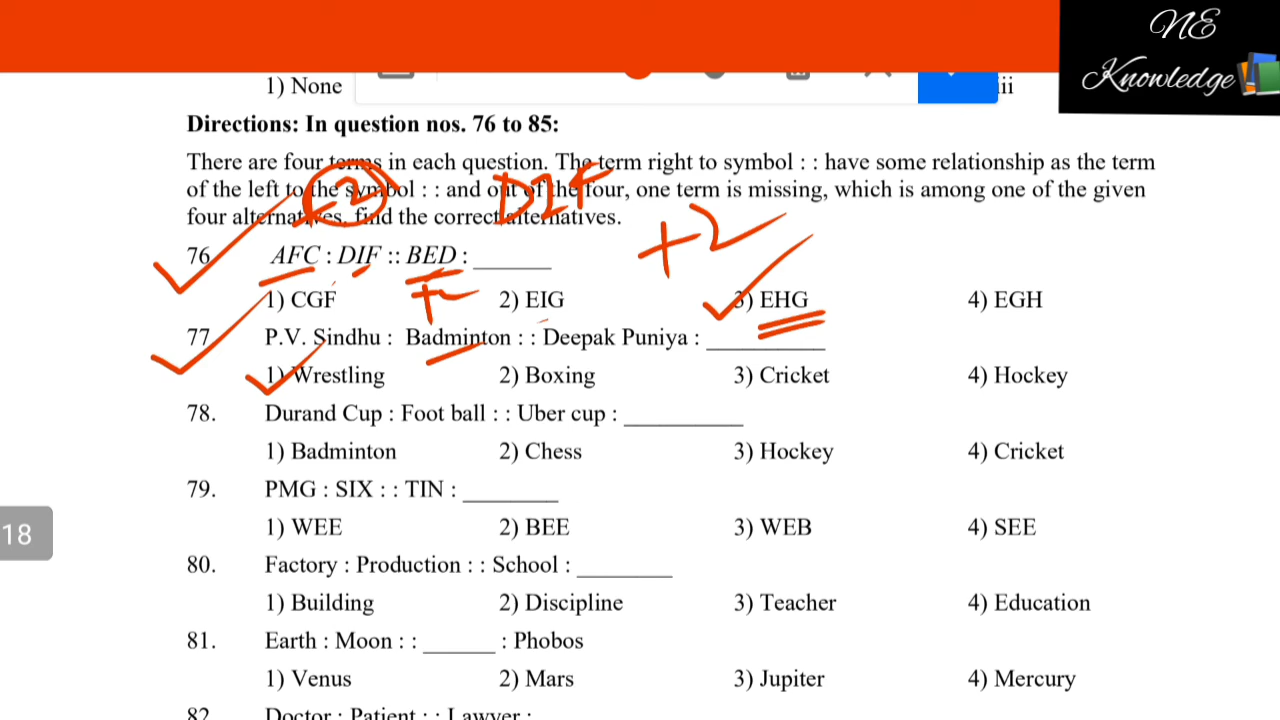 NE
Knowledge
1) None iii
Directions: In question nos. 76 to 85:
There are four terms in each question. The term right to symbol : : have some relationship as the term
of the left to the symbol : : and out of the four, one term is missing, which is among one of the given
four alternatives, find the correct alternatives.
+2 DIF
+2
76. AFC : DIF :: BED : ______
1) CGF 2) EIG 3) EHG 4) EGH
77. P.V. Sindhu : Badminton : : Deepak Puniya : __________
1) Wrestling 2) Boxing 3) Cricket 4) Hockey
78. Durand Cup : Foot ball : : Uber cup : __________
1) Badminton 2) Chess 3) Hockey 4) Cricket
79. PMG : SIX : : TIN : ________
1) WEE 2) BEE 3) WEB 4) SEE
80. Factory : Production : : School : ________
1) Building 2) Discipline 3) Teacher 4) Education
81. Earth : Moon : : ______ : Phobos
1) Venus 2) Mars 3) Jupiter 4) Mercury
82. Doctor : Patient : : Lawyer :
18